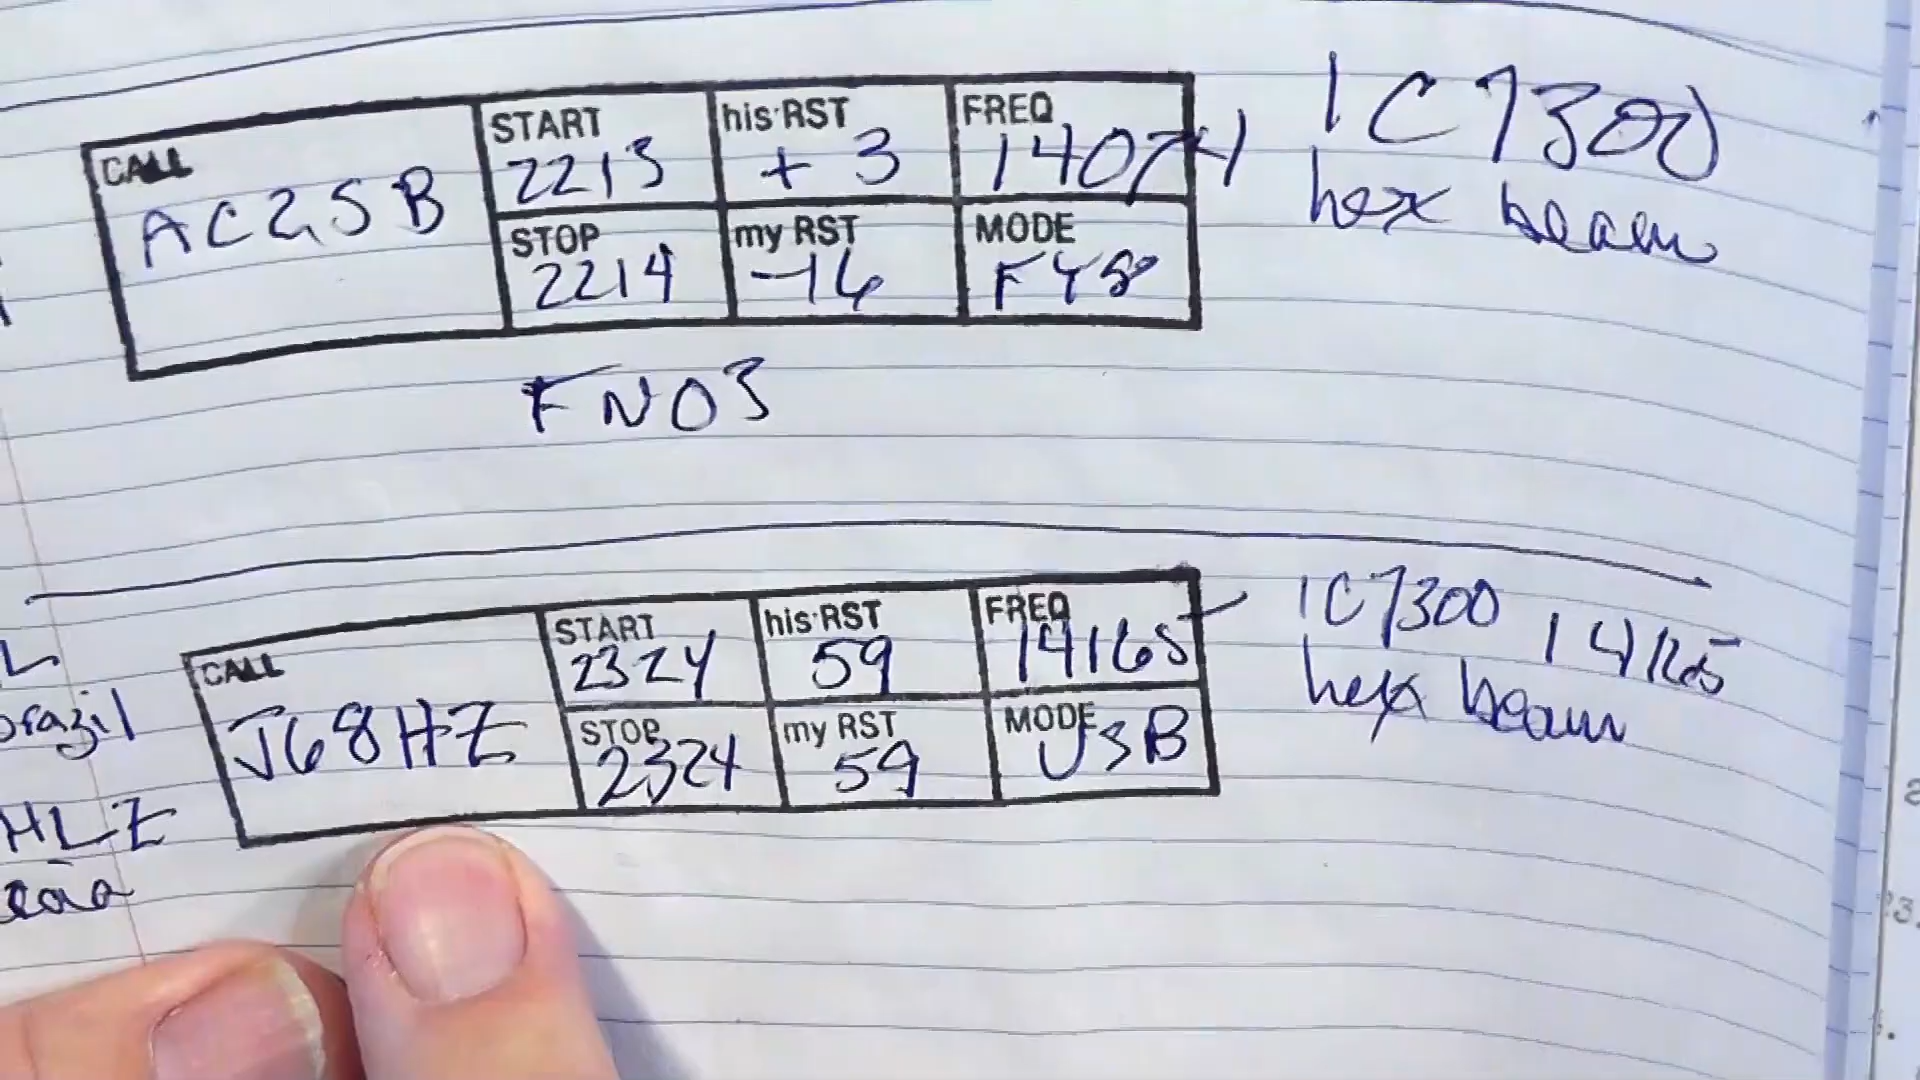 CALL START his RST FREQ IC7300
AC2SB 2213 +3 14074 hex beam
STOP my RST MODE
2214 -16 FT8
FN03
CALL START his RST FREQ IC7300 14165
J68HZ 2324 59 14165 hex beam
STOP my RST MODE
2324 59 USB
L
brazil
HLZ